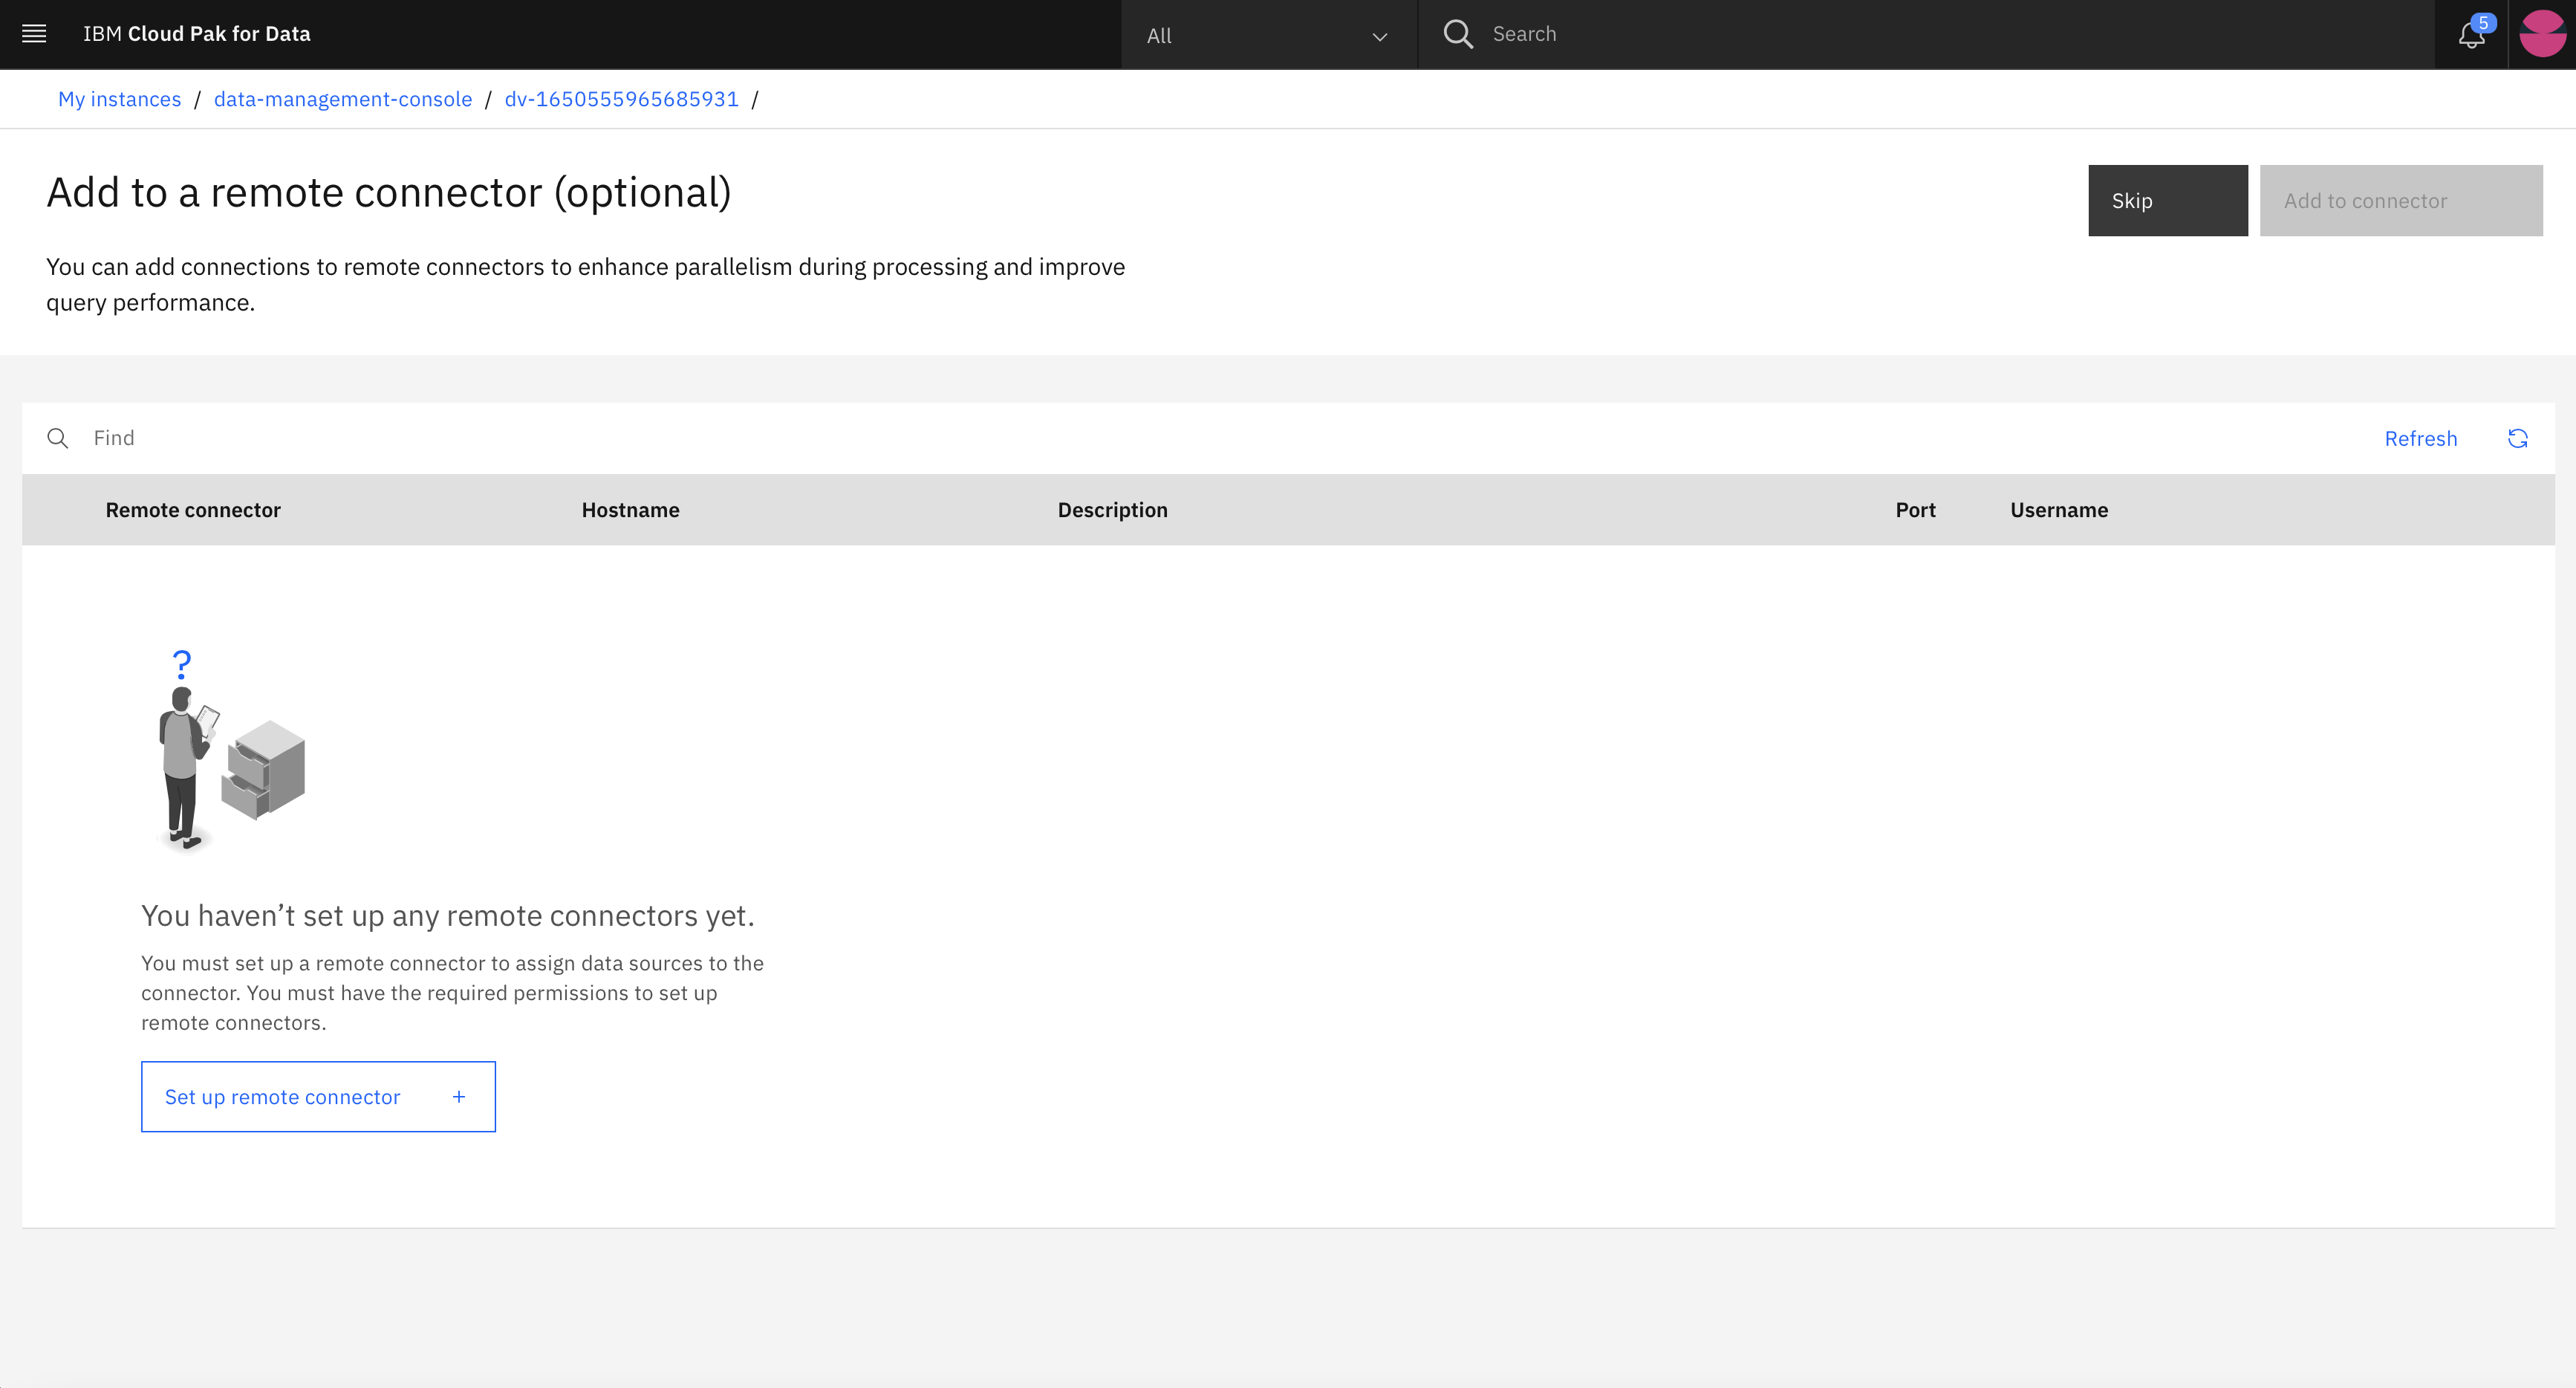 IBM Cloud Pak for Data
All
Search
5
My instances / data-management-console / dv-1650555965685931 /
Add to a remote connector (optional)
Skip
Add to connector
You can add connections to remote connectors to enhance parallelism during processing and improve
query performance.
Find
Refresh
Remote connector Hostname Description Port Username
?
You haven’t set up any remote connectors yet.
You must set up a remote connector to assign data sources to the
connector. You must have the required permissions to set up
remote connectors.
Set up remote connector +